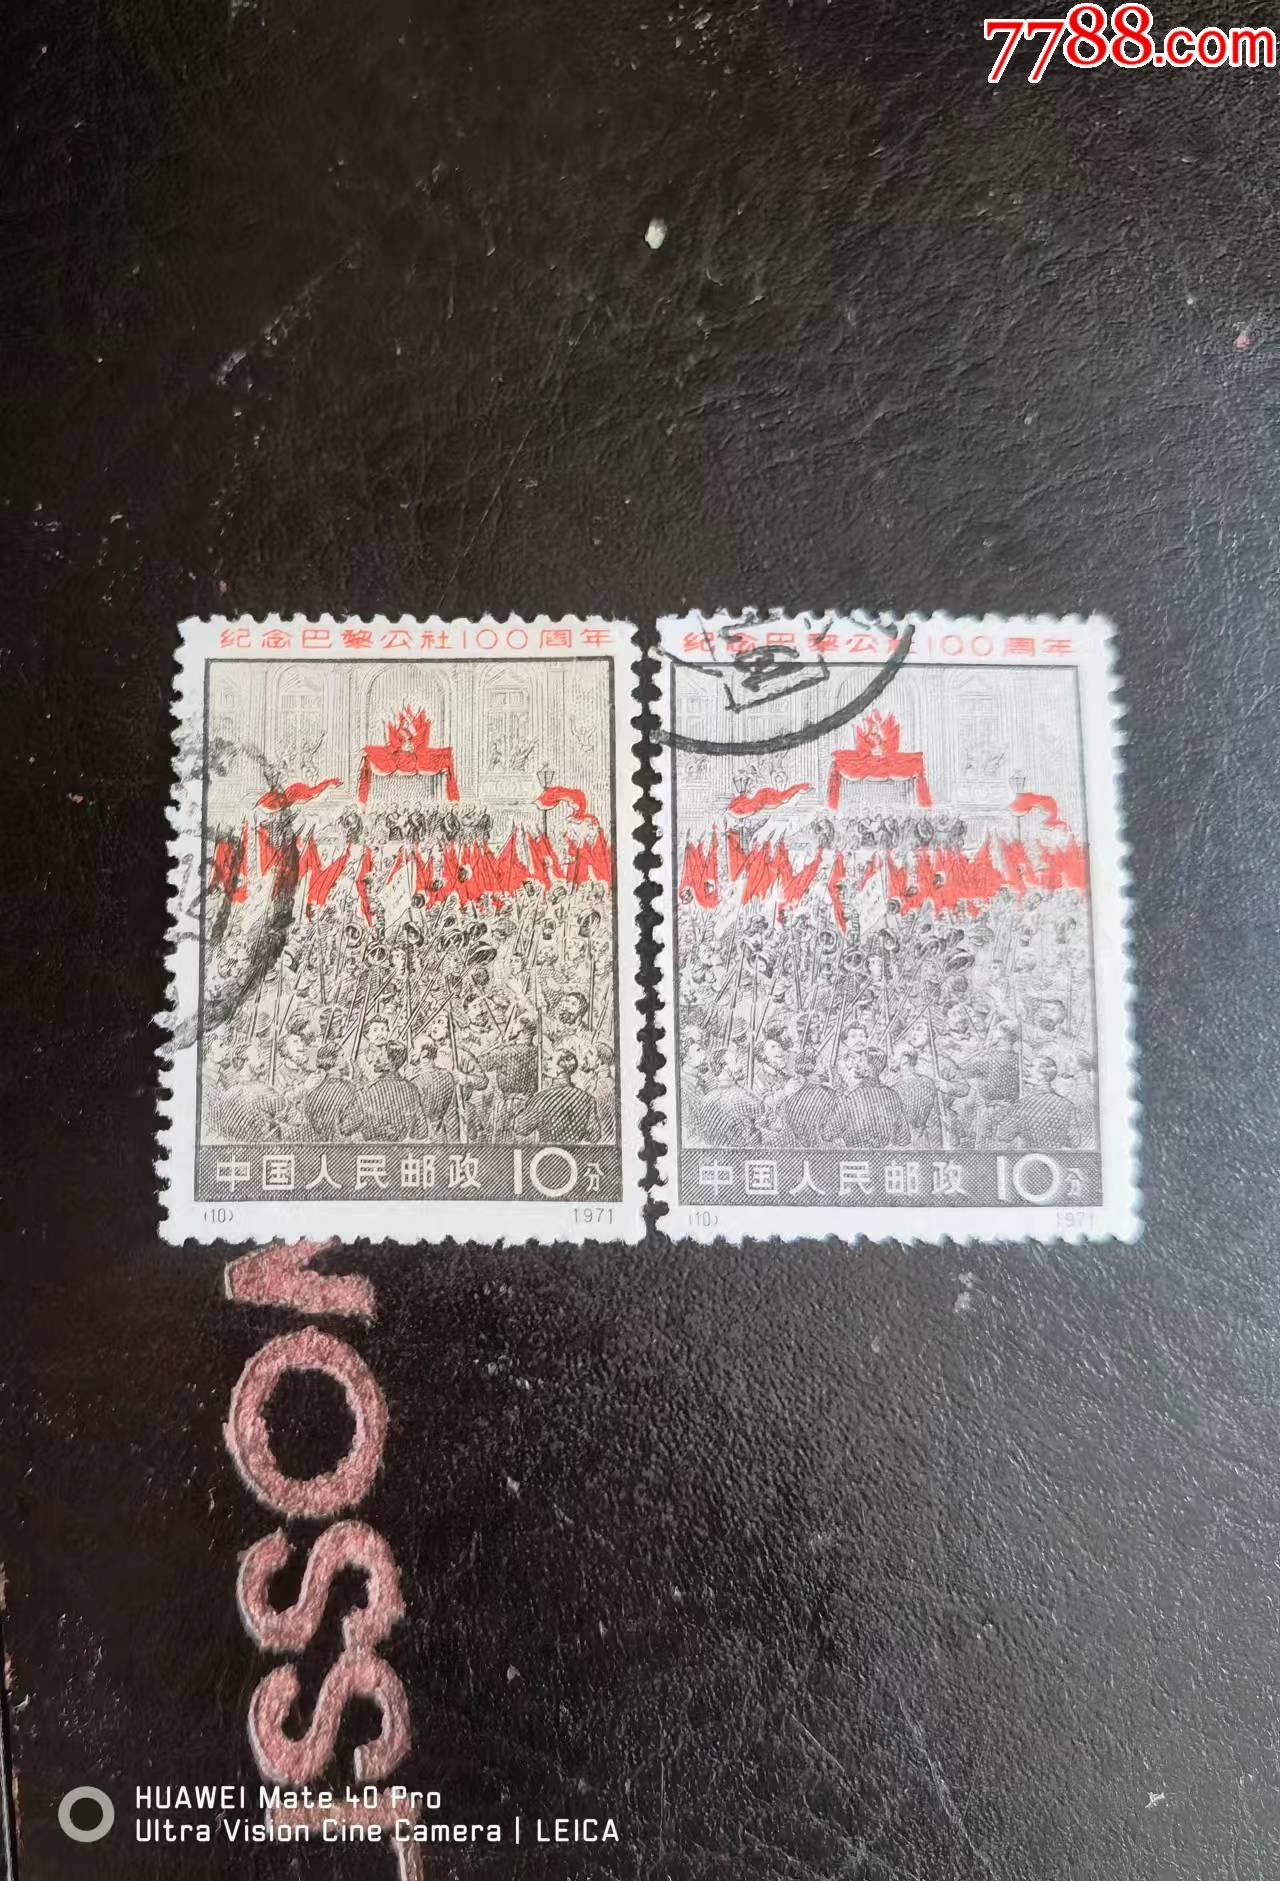 7788.com
纪念巴黎公社100周年
中国人民邮政 10分
(10) 1971
纪念巴黎公社100周年
中国人民邮政 10分
(10) 1971
OSS
HUAWEI Mate 40 Pro
Ultra Vision Cine Camera | LEICA